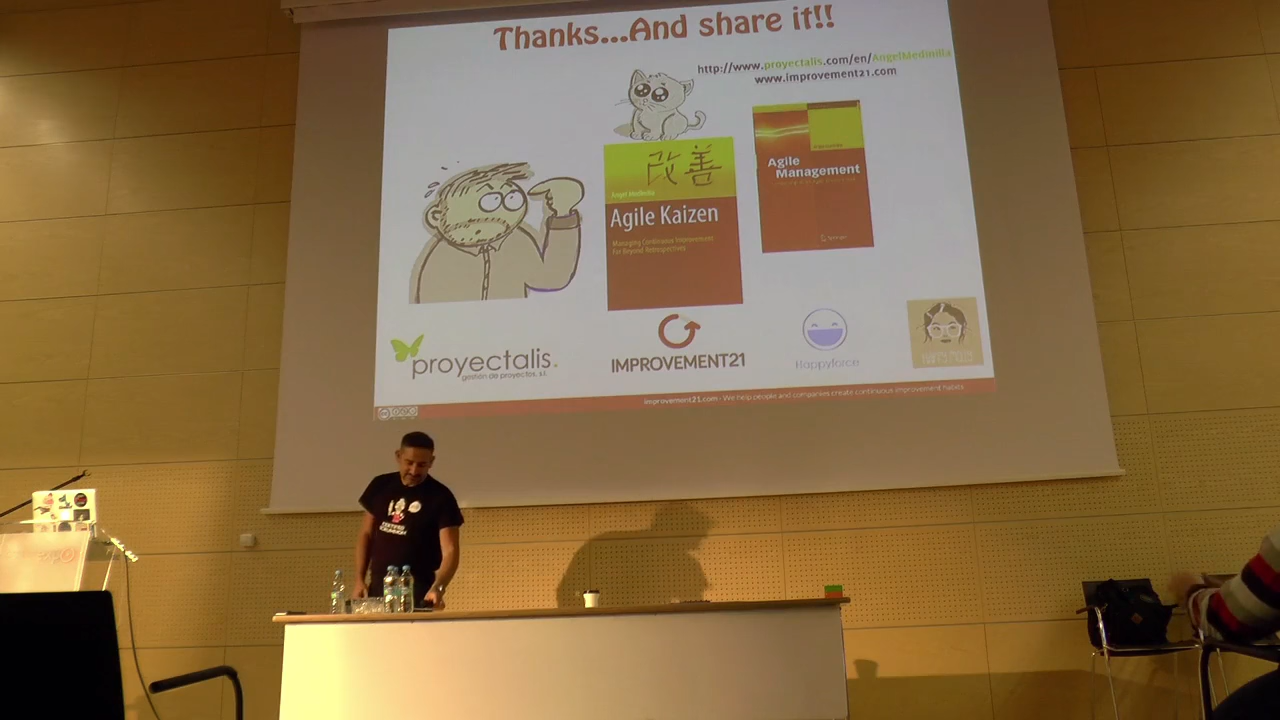 Thanks...And share it!!
http://www.proyectalis.com/en/AngelMedinilla
www.improvement21.com
改善
Angel Medinilla
Agile Kaizen
Managing Continuous Improvement
Far Beyond Retrospectives
Agile
Management
Springer
proyectalis.
gestión de proyectos, s.l.
IMPROVEMENT21
Happyforce
improvement21.com - We help people and companies create continuous improvement habits